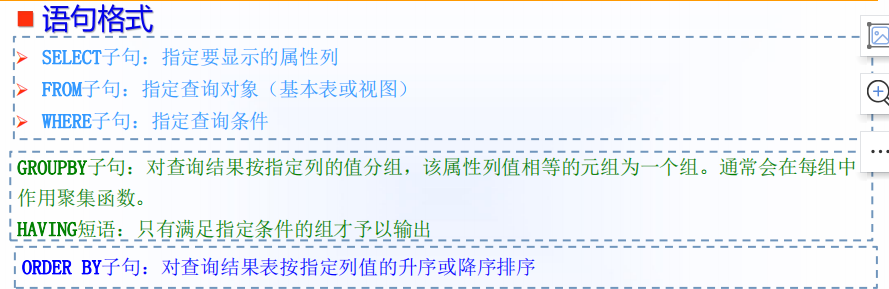 语句格式
SELECT子句：指定要显示的属性列
FROM子句：指定查询对象（基本表或视图）
WHERE子句：指定查询条件
GROUPBY子句：对查询结果按指定列的值分组，该属性列值相等的元组为一个组。通常会在每组中
作用聚集函数。
HAVING短语：只有满足指定条件的组才予以输出
ORDER BY子句：对查询结果表按指定列值的升序或降序排序